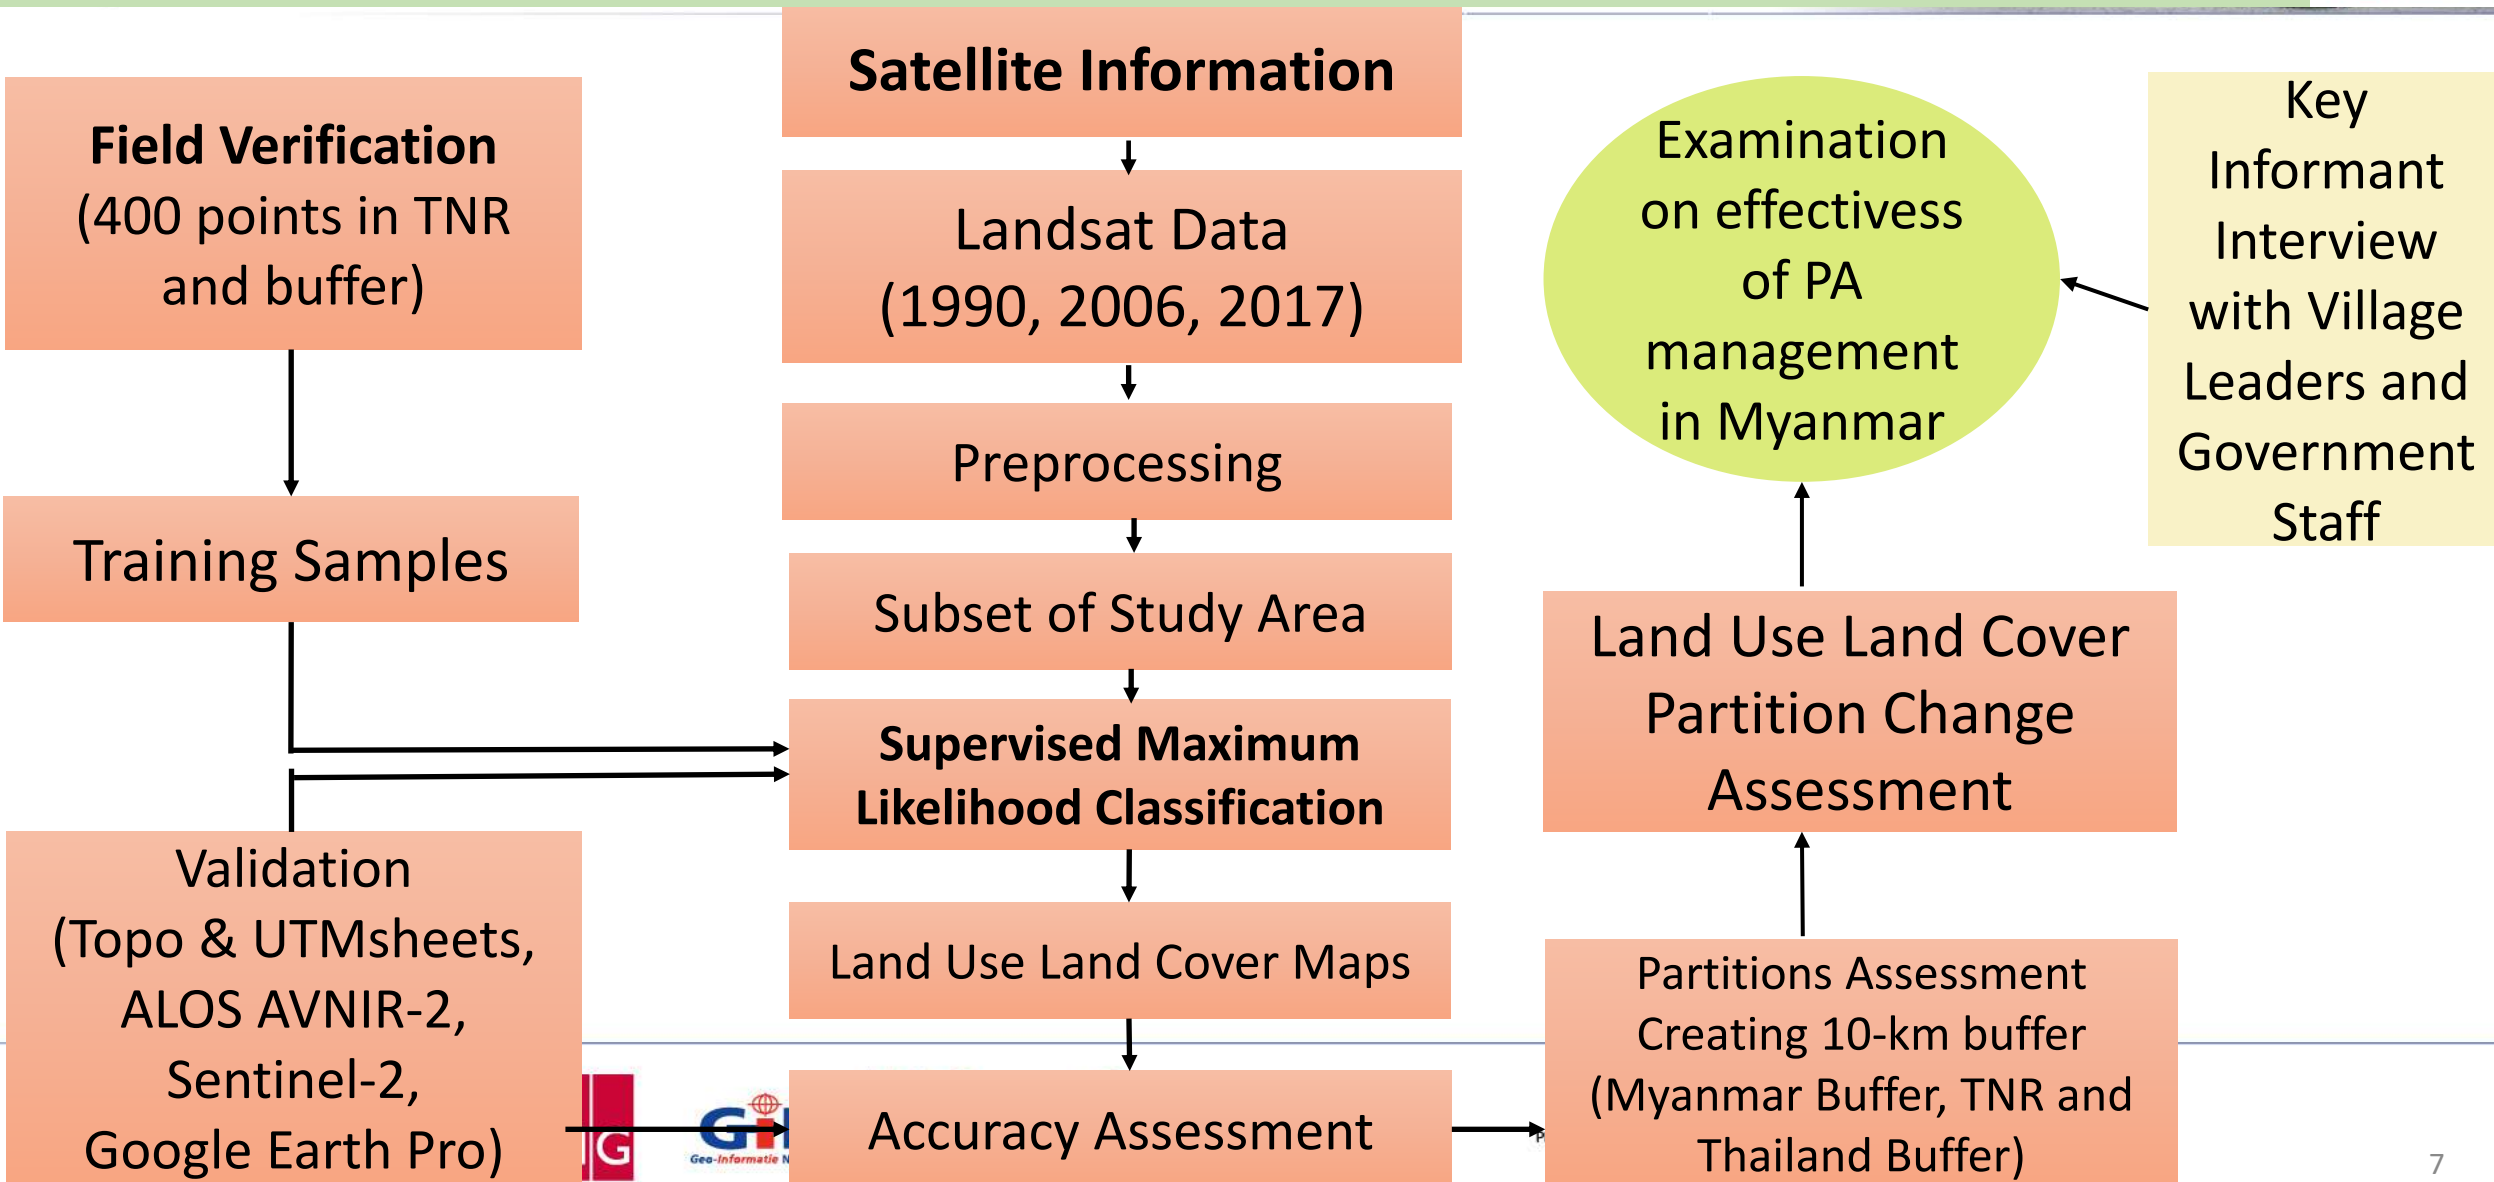 Satellite Information
Field Verification
(400 points in TNR
and buffer)
Landsat Data
(1990, 2006, 2017)
Preprocessing
Training Samples
Subset of Study Area
Supervised Maximum
Likelihood Classification
Validation
(Topo & UTMsheets,
ALOS AVNIR-2,
Sentinel-2,
Google Earth Pro)
Land Use Land Cover Maps
G
Gi
Geo-Informatie N
Accuracy Assessment
Examination
on effectivess
of PA
management
in Myanmar
Key
Informant
Interview
with Village
Leaders and
Government
Staff
Land Use Land Cover
Partition Change
Assessment
Partitions Assessment
Creating 10-km buffer
(Myanmar Buffer, TNR and
Thailand Buffer)
7